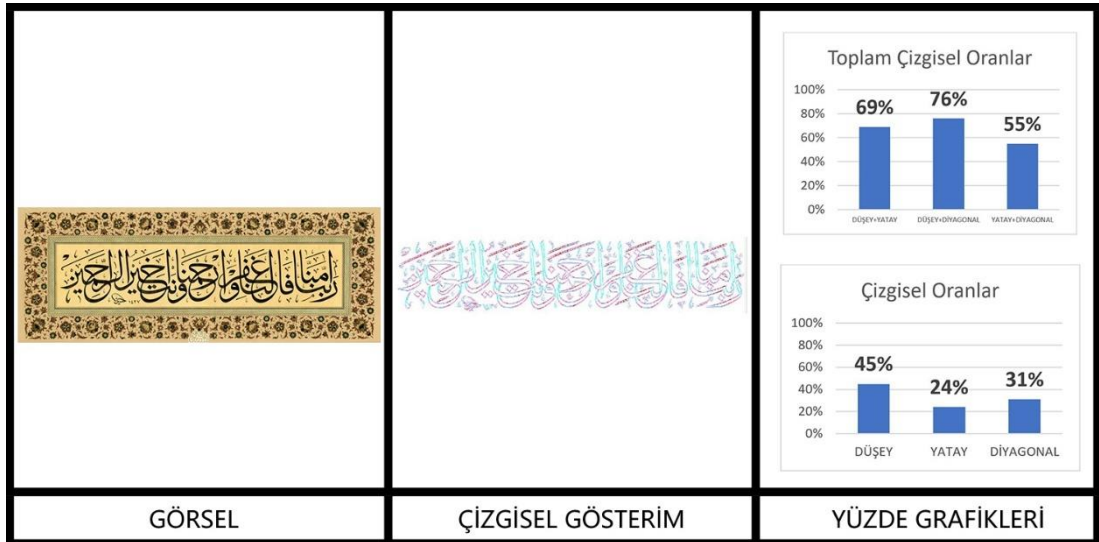 ربنا آمنا فاغفر لنا وارحمنا وانت خير الراحمين
Toplam Çizgisel Oranlar
100%
80%
60%
40%
20%
0%
69%
76%
55%
DÜŞEY+YATAY
DÜŞEY+DİYAGONAL
YATAY+DİYAGONAL
Çizgisel Oranlar
100%
80%
60%
40%
20%
0%
45%
24%
31%
DÜŞEY
YATAY
DİYAGONAL
GÖRSEL
ÇİZGİSEL GÖSTERİM
YÜZDE GRAFİKLERİ